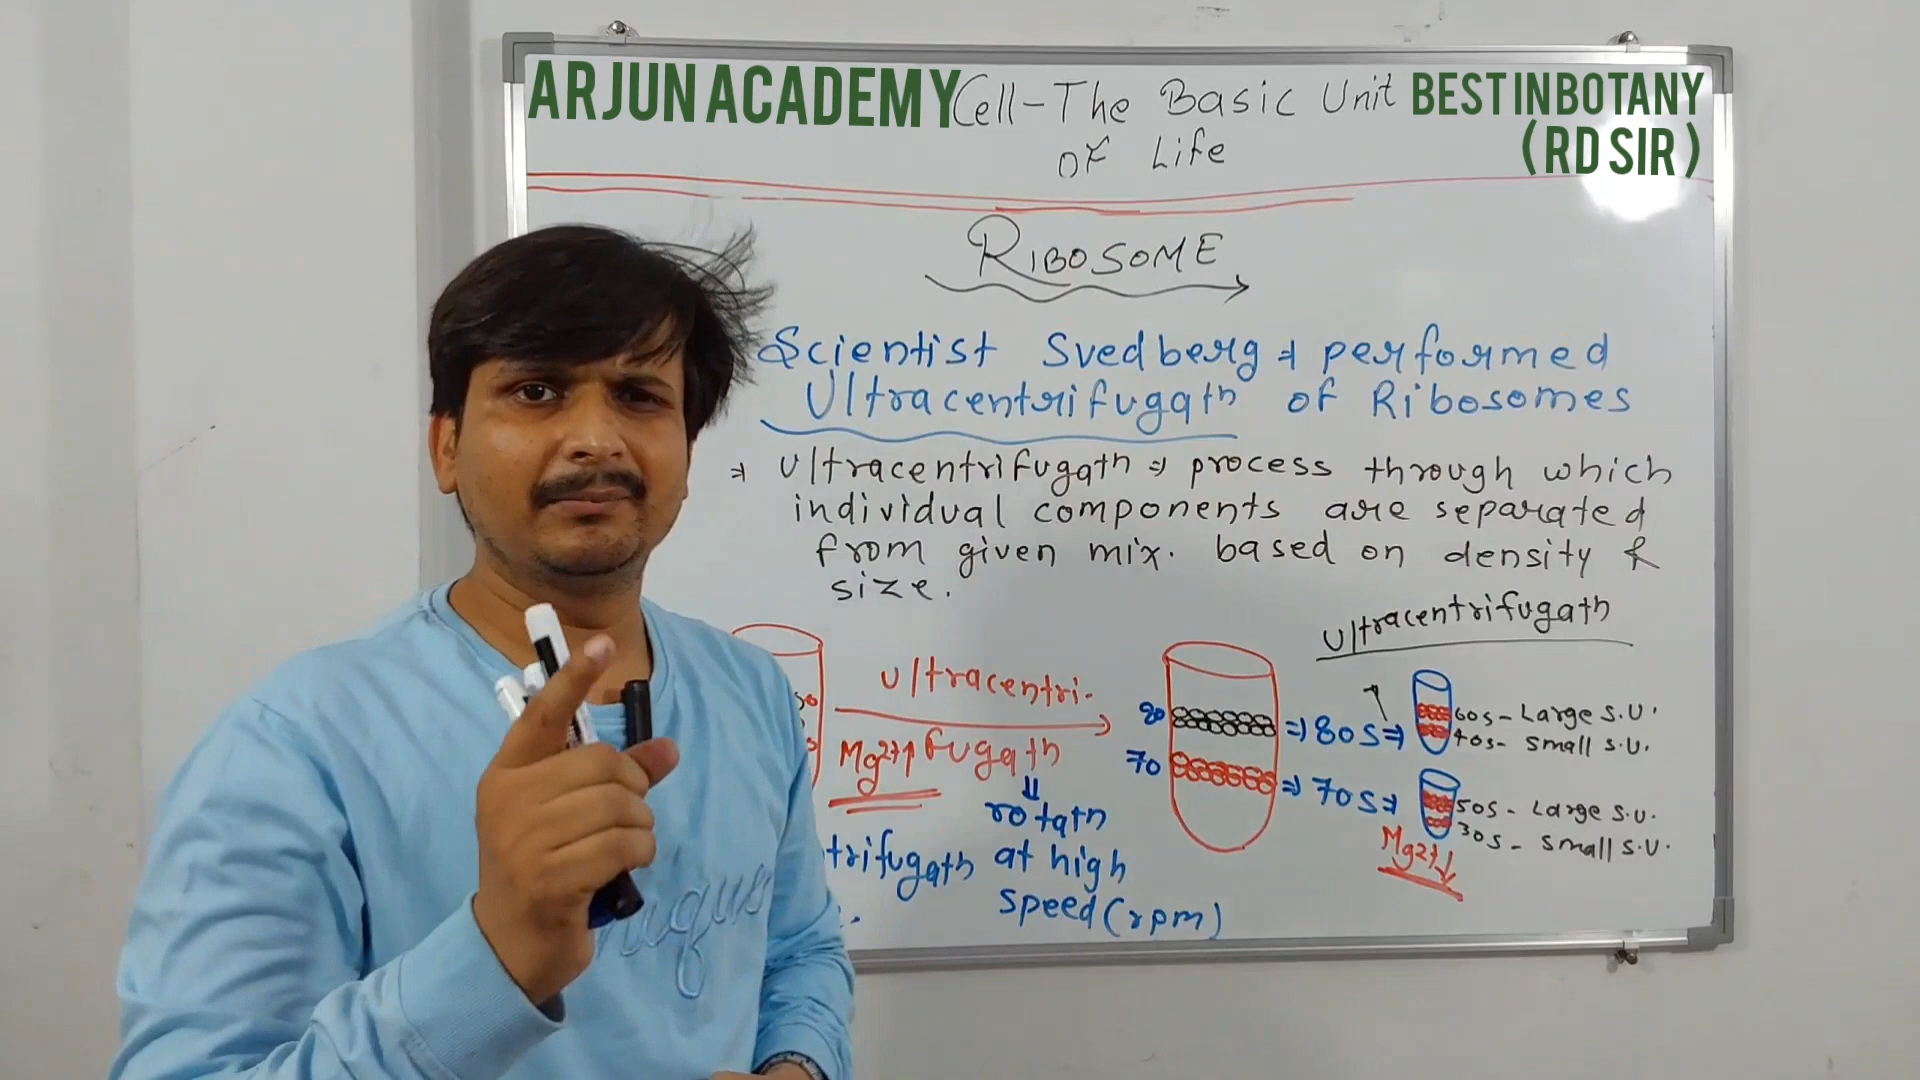 ARJUN ACADEMY
Cell-The Basic Unit
of Life
BEST IN BOTANY
(RD SIR)
RIBOSOME
Scientist Svedberg ⇒ performed
Ultracentrifugatn of Ribosomes
⇒ Ultracentrifugatn ⇒ process through which
individual components are separated
from given mix. based on density &
size.
Ultracentrifugatn
Ultracentri-
fugatn
Mg2+↑
⇓
rotatn
at high
speed (rpm)
trifugatn
80
70
⇒ 80S ⇒
⇒ 70S ⇒
60S - Large S.U.
40S - Small S.U.
50S - Large S.U.
30S - Small S.U.
Mg2+↓